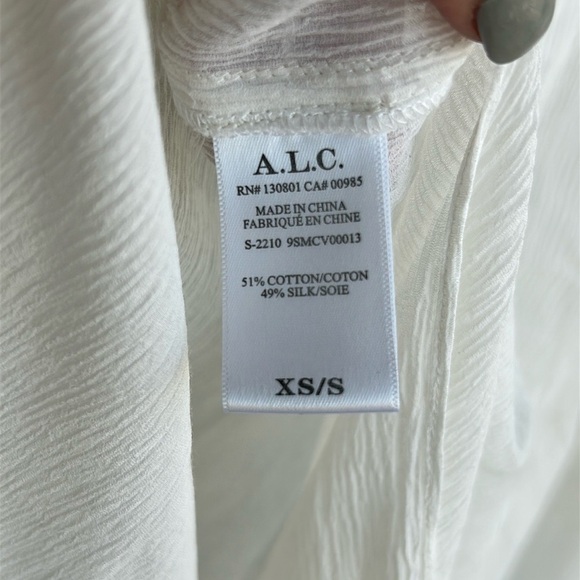 A.L.C.
RN# 130801 CA# 00985
MADE IN CHINA
FABRIQUÉ EN CHINE
S-2210 9SMCV00013
51% COTTON/COTON
49% SILK/SOIE
XS/S